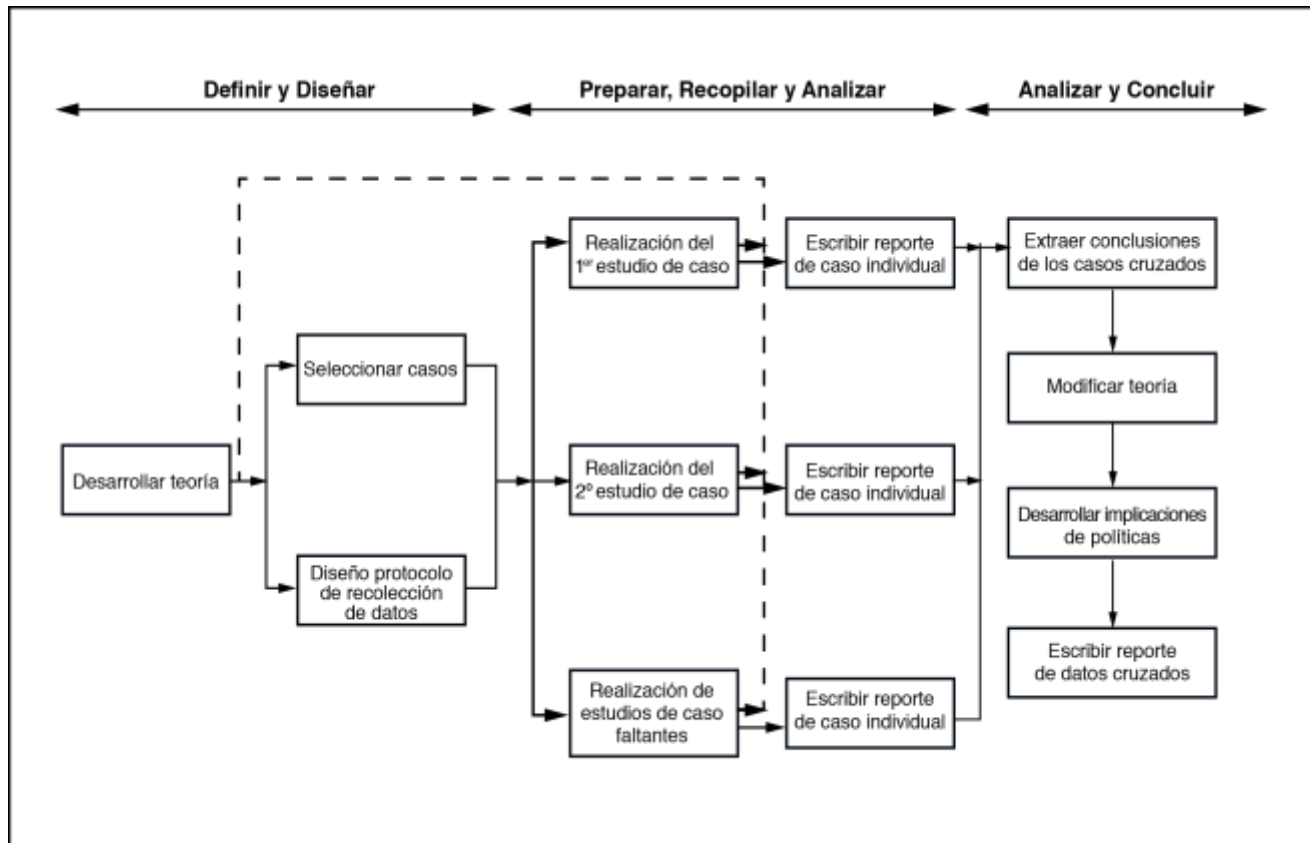 Definir y Diseñar
Preparar, Recopilar y Analizar
Analizar y Concluir
Desarrollar teoría
Seleccionar casos
Diseño protocolo
de recolección
de datos
Realización del
1er estudio de caso
Realización del
2º estudio de caso
Realización de
estudios de caso
faltantes
Escribir reporte
de caso individual
Escribir reporte
de caso individual
Escribir reporte
de caso individual
Extraer conclusiones
de los casos cruzados
Modificar teoría
Desarrollar implicaciones
de políticas
Escribir reporte
de datos cruzados